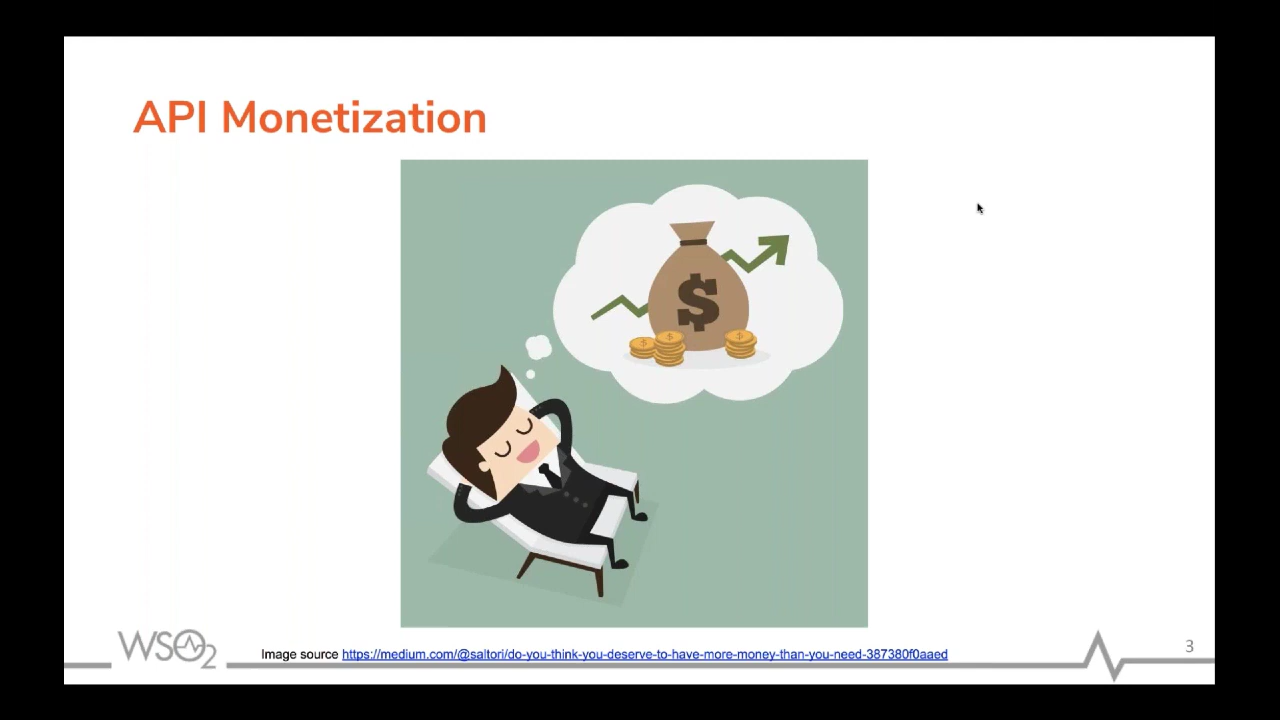 API Monetization
$
$
$
$
WSO2
Image source https://medium.com/@saltori/do-you-think-you-deserve-to-have-more-money-than-you-need-387380f0aaed
3